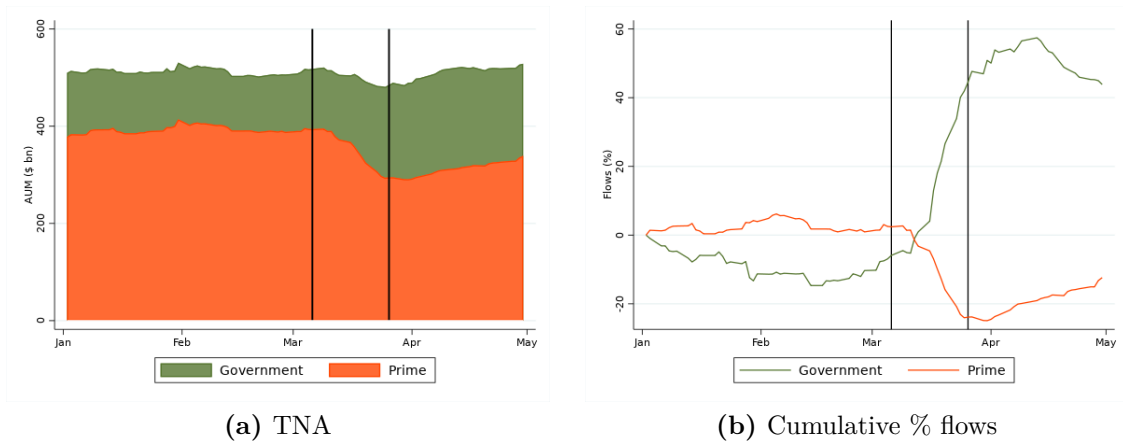 600
400
200
0
AUM ($ bn)
Jan Feb Mar Apr May
Government Prime
(a) TNA
60
40
20
0
-20
Flows (%)
Jan Feb Mar Apr May
Government Prime
(b) Cumulative % flows